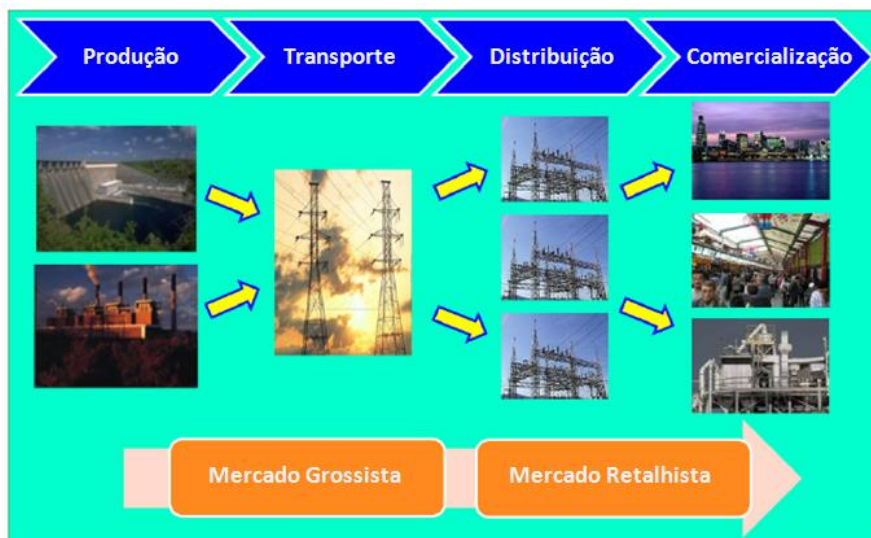 Produção
Transporte
Distribuição
Comercialização
Mercado Grossista
Mercado Retalhista